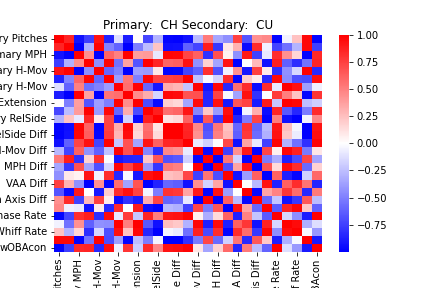 Primary: CH Secondary: CU
ry Pitches
mary MPH
ary H-Mov
ary H-Mov
Extension
ry RelSide
elSide Diff
H-Mov Diff
MPH Diff
VAA Diff
n Axis Diff
hase Rate
Whiff Rate
wOBAcon
1.00
0.75
0.50
0.25
0.00
−0.25
−0.50
−0.75
itches
y MPH
H-Mov
H-Mov
ension
elSide
e Diff
v Diff
H Diff
A Diff
is Diff
e Rate
f Rate
BAcon